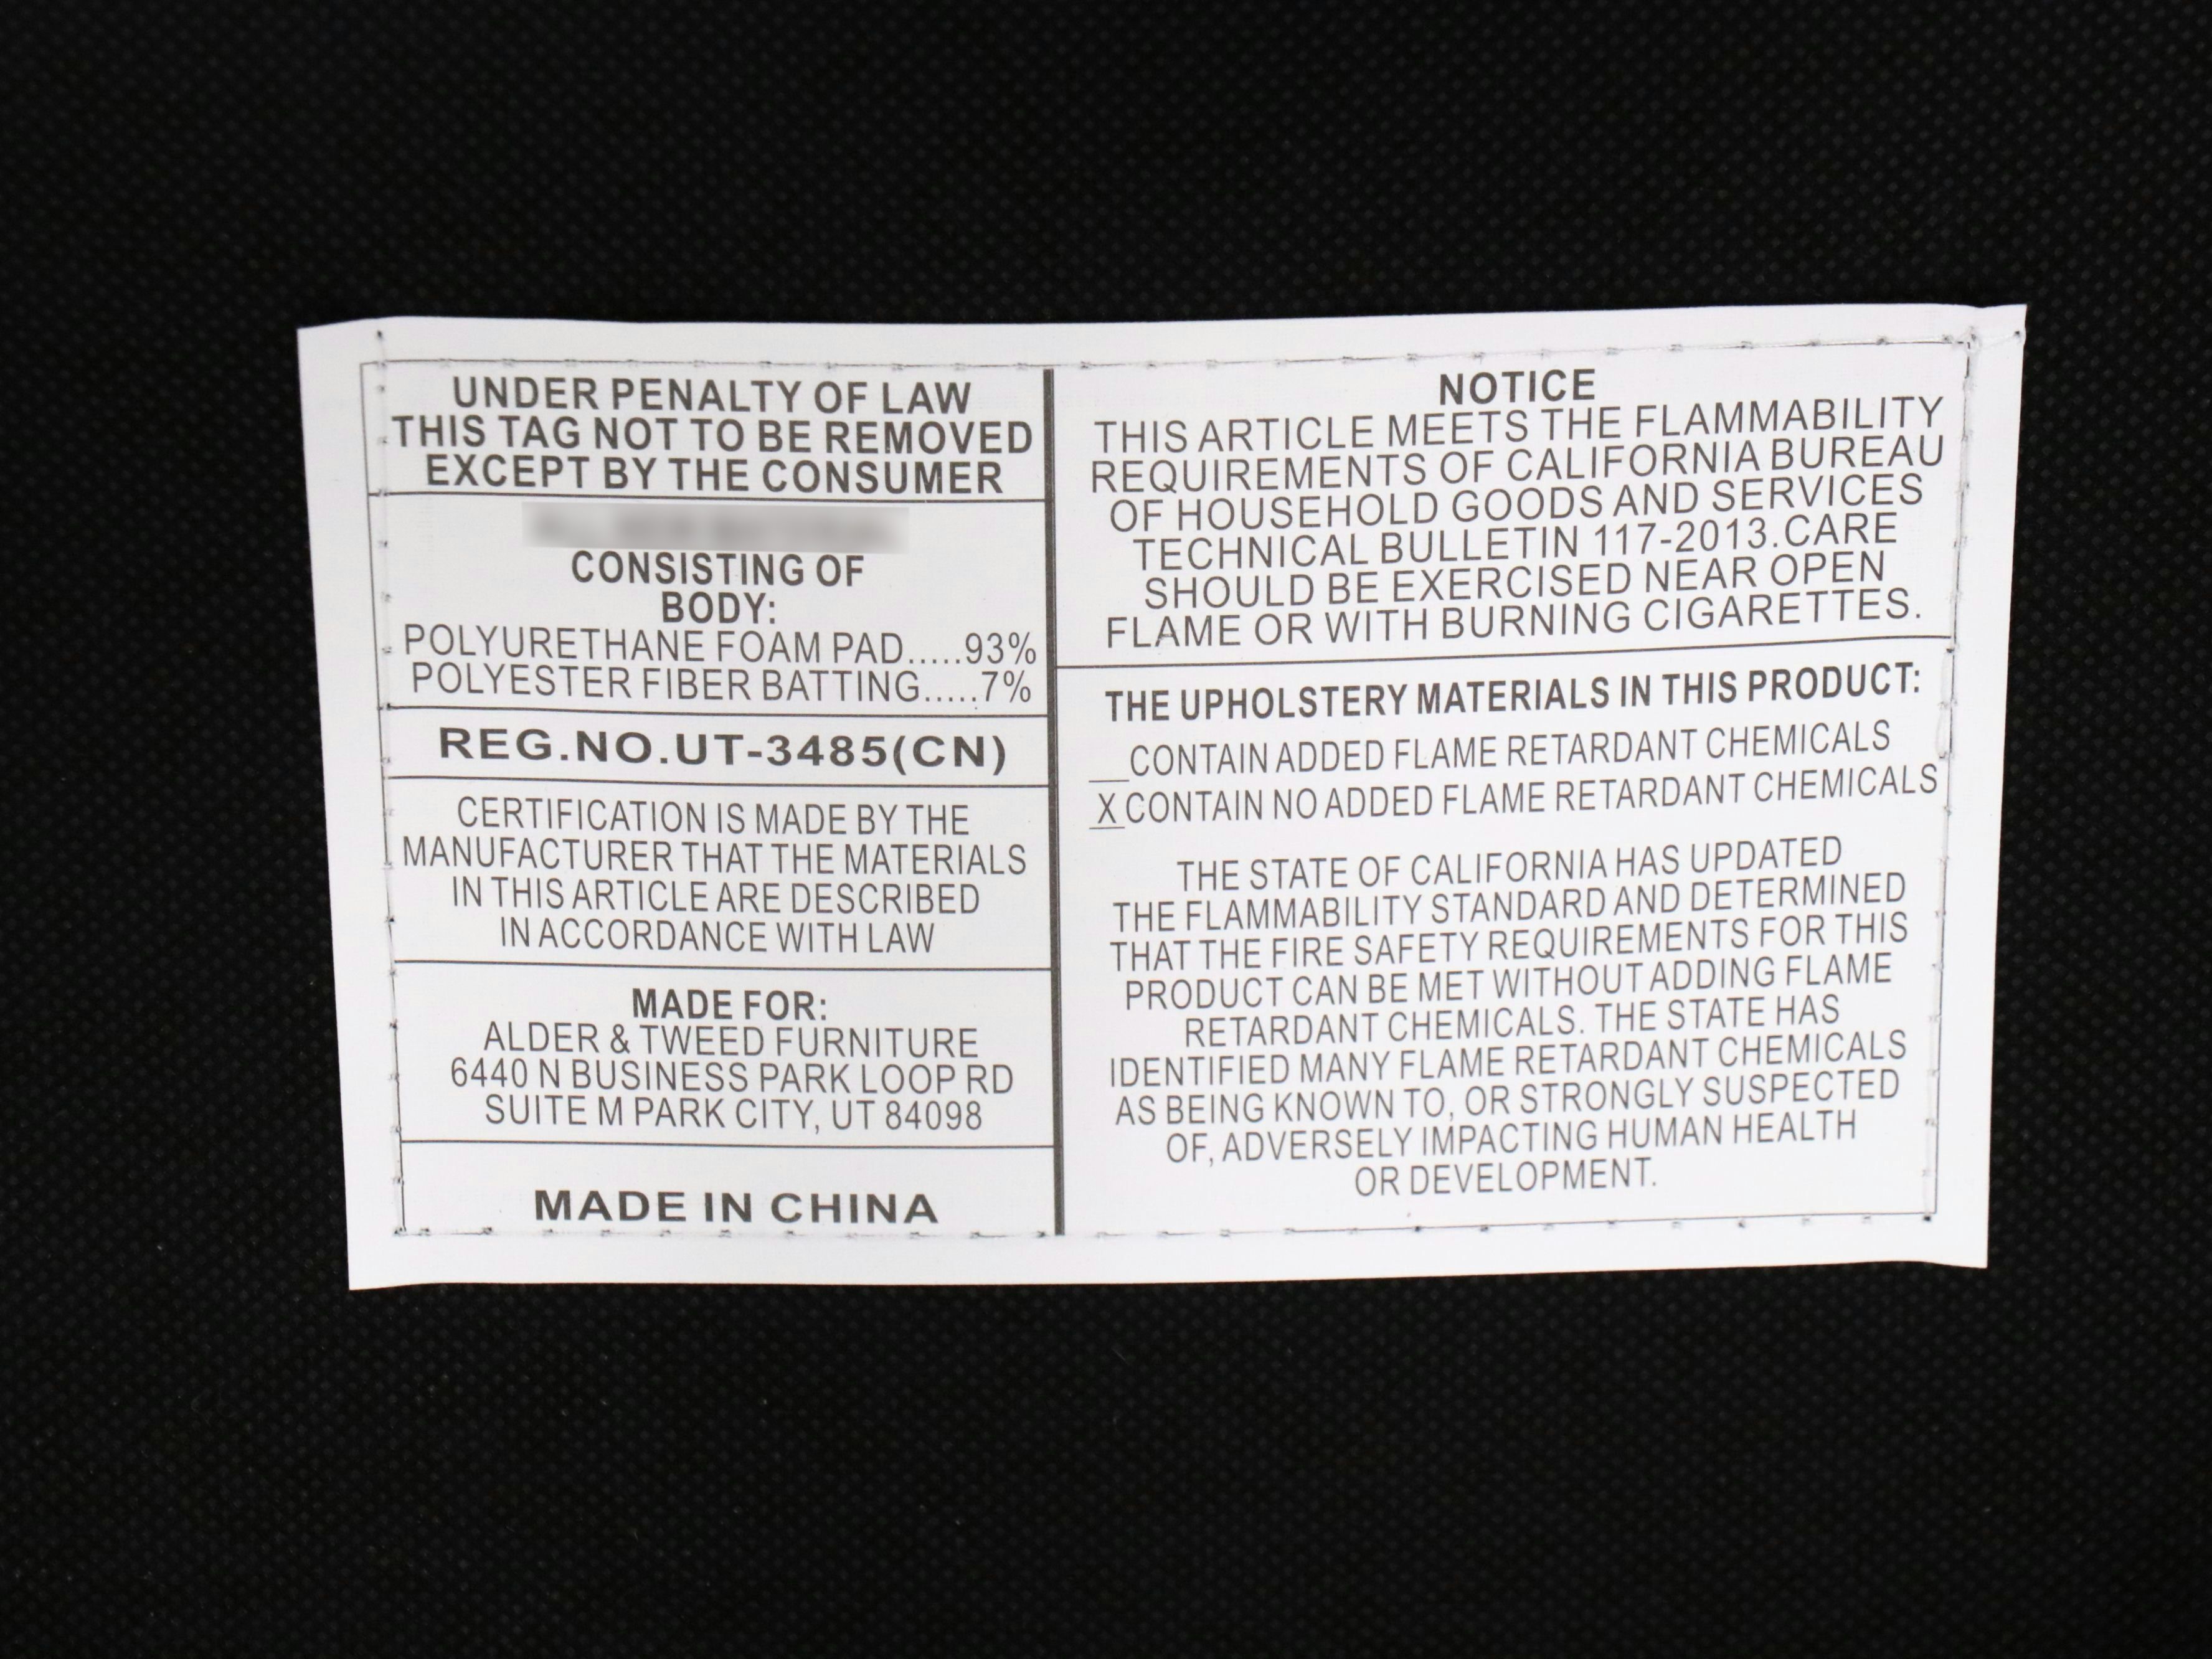 UNDER PENALTY OF LAW
THIS TAG NOT TO BE REMOVED
EXCEPT BY THE CONSUMER
CONSISTING OF
BODY:
POLYURETHANE FOAM PAD.....93%
POLYESTER FIBER BATTING.....7%
REG.NO.UT-3485(CN)
CERTIFICATION IS MADE BY THE
MANUFACTURER THAT THE MATERIALS
IN THIS ARTICLE ARE DESCRIBED
IN ACCORDANCE WITH LAW
MADE FOR:
ALDER & TWEED FURNITURE
6440 N BUSINESS PARK LOOP RD
SUITE M PARK CITY, UT 84098
MADE IN CHINA
NOTICE
THIS ARTICLE MEETS THE FLAMMABILITY
REQUIREMENTS OF CALIFORNIA BUREAU
OF HOUSEHOLD GOODS AND SERVICES
TECHNICAL BULLETIN 117-2013.CARE
SHOULD BE EXERCISED NEAR OPEN
FLAME OR WITH BURNING CIGARETTES.
THE UPHOLSTERY MATERIALS IN THIS PRODUCT:
__CONTAIN ADDED FLAME RETARDANT CHEMICALS
X CONTAIN NO ADDED FLAME RETARDANT CHEMICALS
THE STATE OF CALIFORNIA HAS UPDATED
THE FLAMMABILITY STANDARD AND DETERMINED
THAT THE FIRE SAFETY REQUIREMENTS FOR THIS
PRODUCT CAN BE MET WITHOUT ADDING FLAME
RETARDANT CHEMICALS. THE STATE HAS
IDENTIFIED MANY FLAME RETARDANT CHEMICALS
AS BEING KNOWN TO, OR STRONGLY SUSPECTED
OF, ADVERSELY IMPACTING HUMAN HEALTH
OR DEVELOPMENT.